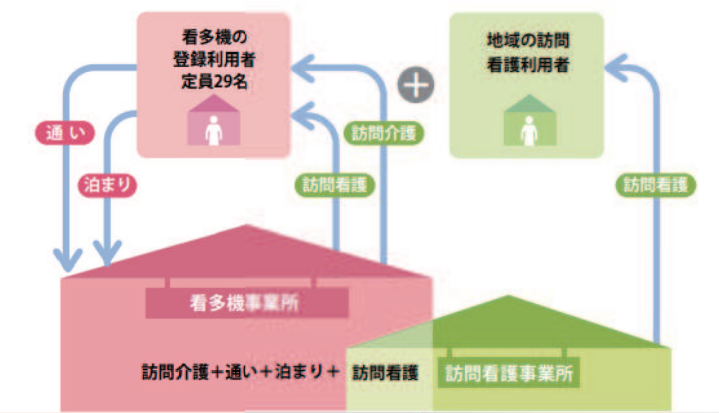 看多機の
登録利用者
定員29名
地域の訪問
看護利用者
通い
訪問介護
泊まり
訪問看護
訪問看護
看多機事業所
訪問介護＋通い＋泊まり＋ 訪問看護
訪問看護事業所